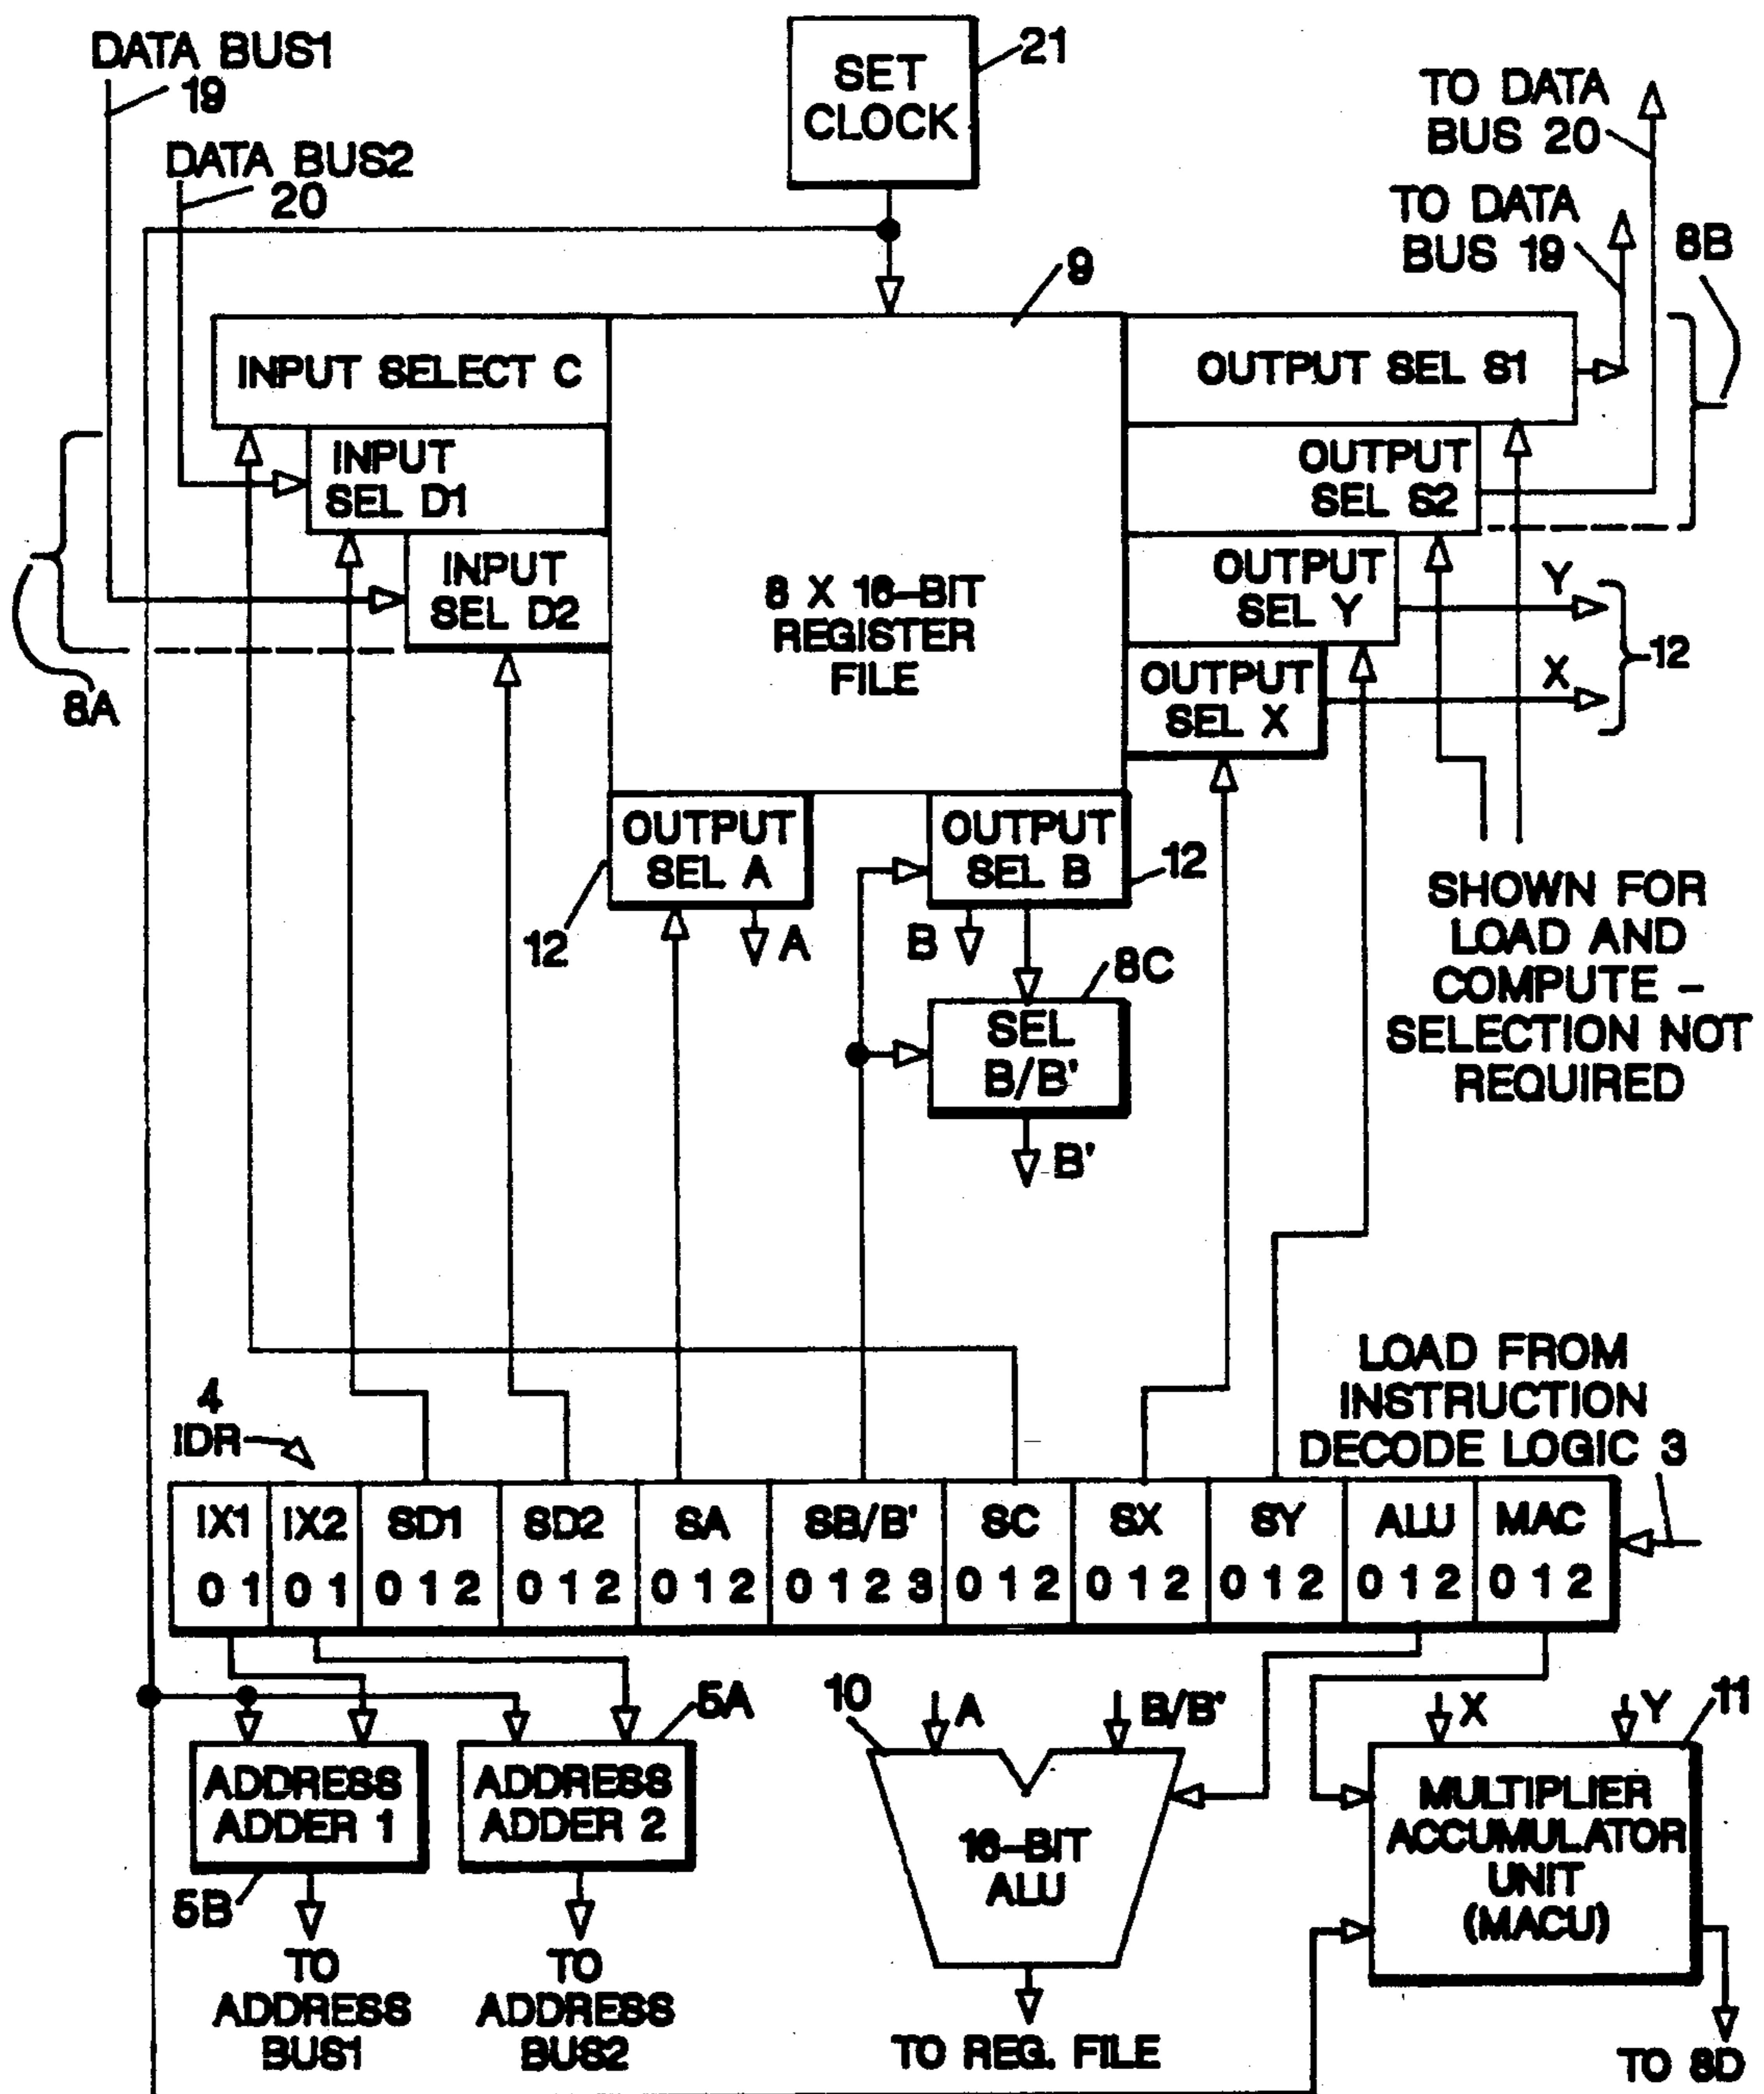 DATA BUS1
19
DATA BUS2
20
SET
CLOCK
21
TO DATA
BUS 20
TO DATA
BUS 19
8B
9
INPUT SELECT C
INPUT
SEL D1
INPUT
SEL D2
8A
8 X 16-BIT
REGISTER
FILE
OUTPUT SEL S1
OUTPUT
SEL S2
OUTPUT
SEL Y
OUTPUT
SEL X
Y
X
12
OUTPUT
SEL A
12
A
OUTPUT
SEL B
12
B
8C
SEL
B/B'
B'
SHOWN FOR
LOAD AND
COMPUTE -
SELECTION NOT
REQUIRED
LOAD FROM
INSTRUCTION
DECODE LOGIC 3
4
IDR
IX1 IX2 SD1 SD2 SA SB/B' SC SX SY ALU MAC
0 1 0 1 0 1 2 0 1 2 0 1 2 0 1 2 3 0 1 2 0 1 2 0 1 2 0 1 2 0 1 2
5A
ADDRESS
ADDER 1
5B
TO
ADDRESS
BUS1
ADDRESS
ADDER 2
TO
ADDRESS
BUS2
10
A
B/B'
16-BIT
ALU
TO REG. FILE
X
Y
11
MULTIPLIER
ACCUMULATOR
UNIT
(MACU)
TO 8D